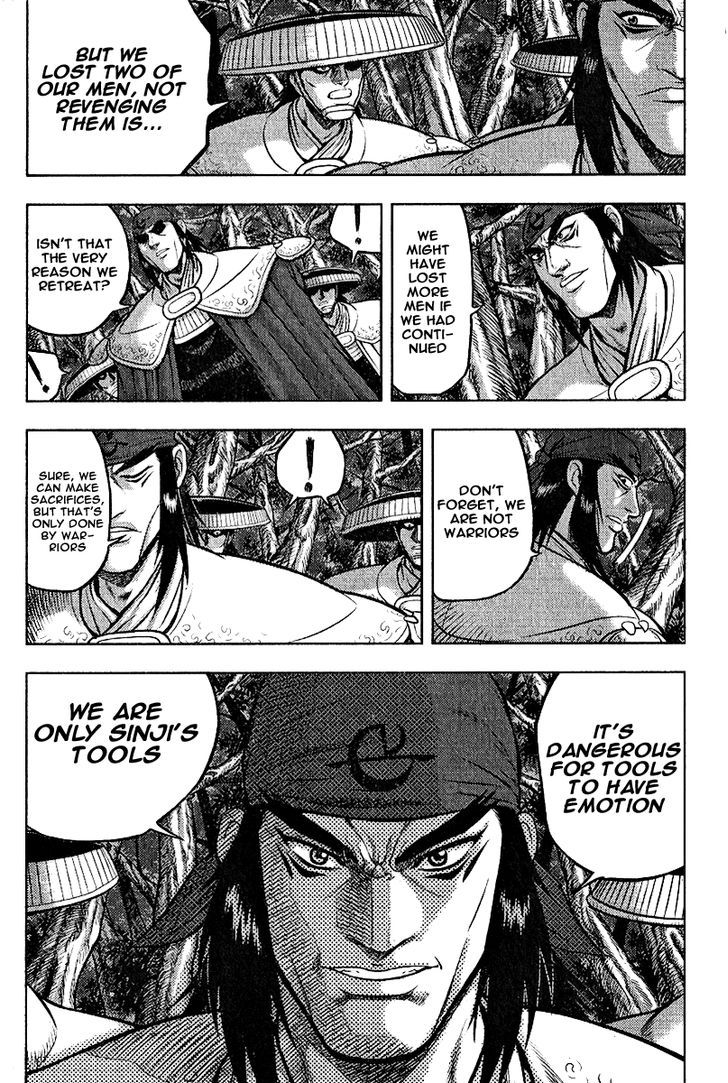 BUT WE
LOST TWO OF
OUR MEN, NOT
REVENGING
THEM IS...
WE
MIGHT
HAVE
LOST
MORE
MEN IF
WE HAD
CONTI-
NUED
!
ISN'T THAT
THE VERY
REASON WE
RETREAT?
!
DON'T
FORGET, WE
ARE NOT
WARRIORS
!
SURE, WE
CAN MAKE
SACRIFICES,
BUT THAT'S
ONLY DONE
BY WAR-
RIORS
IT'S
DANGEROUS
FOR TOOLS
TO HAVE
EMOTION
WE ARE
ONLY SINJI'S
TOOLS